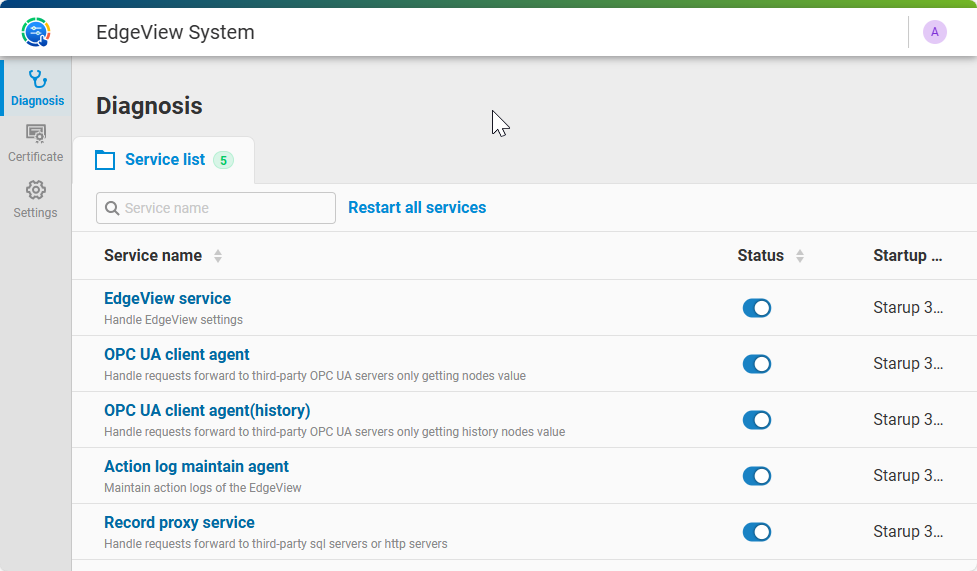 EdgeView System
A
Diagnosis
Certificate
Settings
Diagnosis
Service list 5
Service name Restart all services
Service name Status Startup ...
EdgeView service
Handle EdgeView settings
Starup 3...
OPC UA client agent
Handle requests forward to third-party OPC UA servers only getting nodes value
Starup 3...
OPC UA client agent(history)
Handle requests forward to third-party OPC UA servers only getting history nodes value
Starup 3...
Action log maintain agent
Maintain action logs of the EdgeView
Starup 3...
Record proxy service
Handle requests forward to third-party sql servers or http servers
Starup 3...